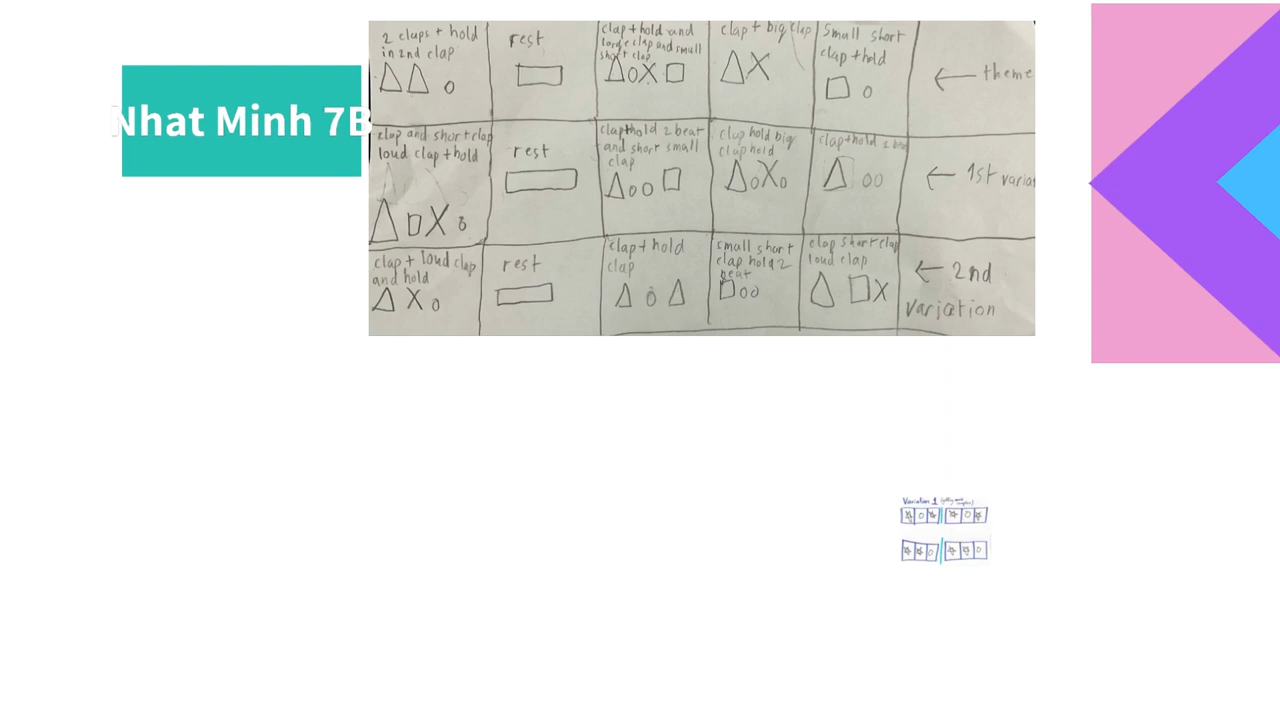 Nhat Minh 7B
2 claps + hold
in 2nd clap
rest
clap + hold and
large clap and small
short clap
clap + big clap
small short
clap + hold
← theme
clap and short clap
loud clap + hold
rest
clap + hold 2 beat
and short small
clap
clap hold big
clap hold
clap + hold 2 beat
← 1st varia
clap + loud clap
and hold
rest
clap + hold
clap
small short
clap hold 2
beat
clap short clap
loud clap
← 2nd
variation
Variation 1